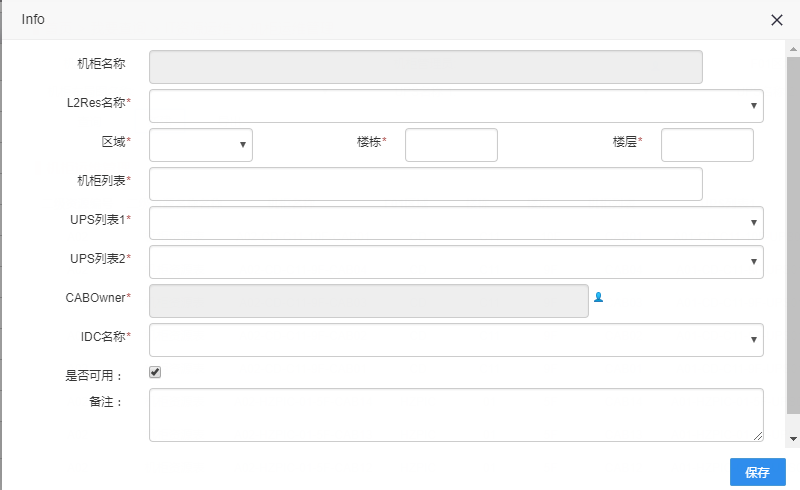 Info
机柜名称
L2Res名称*
区域* 楼栋* 楼层*
机柜列表*
UPS列表1*
UPS列表2*
CABOwner*
IDC名称*
是否可用：
备注：
保存